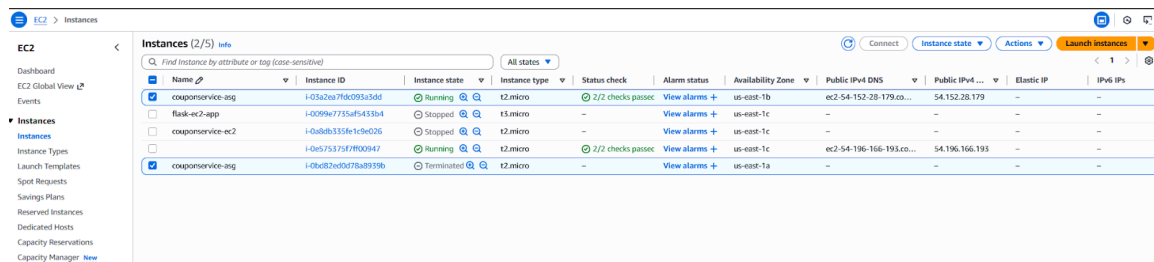 EC2 > Instances
EC2
Dashboard
EC2 Global View
Events
Instances
Instances
Instance Types
Launch Templates
Spot Requests
Savings Plans
Reserved Instances
Dedicated Hosts
Capacity Reservations
Capacity Manager New
Instances (2/5) Info
Connect Instance state Actions Launch instances
Find Instance by attribute or tag (case-sensitive) All states
1
Name Instance ID Instance state Instance type Status check Alarm status Availability Zone Public IPv4 DNS Public IPv4 ... Elastic IP IPv6 IPs
couponservice-asg i-03a2ea7fdc093a3dd Running t2.micro 2/2 checks passec View alarms + us-east-1b ec2-54-152-28-179.co... 54.152.28.179 – –
flask-ec2-app i-0099e7735af5433b4 Stopped t3.micro – View alarms + us-east-1c – – – –
couponservice-ec2 i-0a8db335fe1c9e026 Stopped t2.micro – View alarms + us-east-1c – – – –
i-0e575375f7ff00947 Running t2.micro 2/2 checks passec View alarms + us-east-1c ec2-54-196-166-193.co... 54.196.166.193 – –
couponservice-asg i-0bd82ed0d78a8939b Terminated t2.micro – View alarms + us-east-1a – – – –